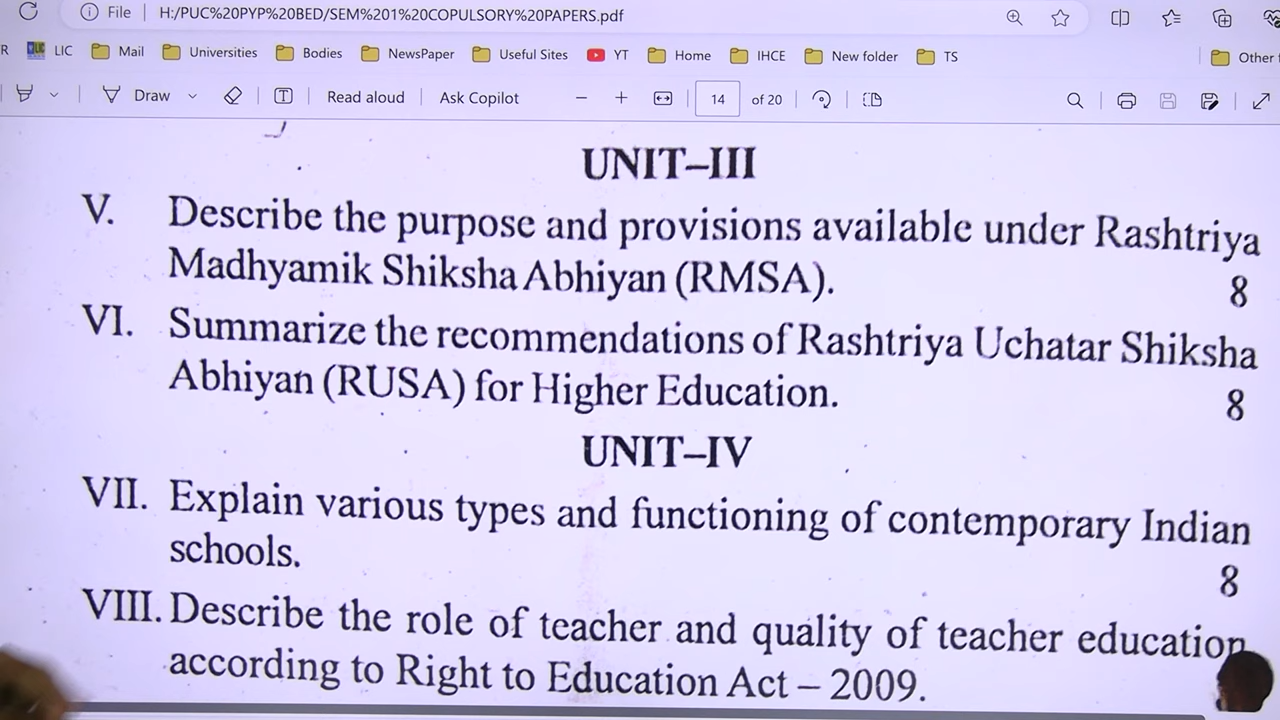 File H:/PUC%20PYP%20BED/SEM%201%20COPULSORY%20PAPERS.pdf
R LIC Mail Universities Bodies NewsPaper Useful Sites YT Home IHCE New folder TS Other
Draw Read aloud Ask Copilot 14 of 20
UNIT–III
V. Describe the purpose and provisions available under Rashtriya
Madhyamik Shiksha Abhiyan (RMSA). 8
VI. Summarize the recommendations of Rashtriya Uchatar Shiksha
Abhiyan (RUSA) for Higher Education. 8
UNIT–IV
VII. Explain various types and functioning of contemporary Indian
schools. 8
VIII. Describe the role of teacher and quality of teacher education
according to Right to Education Act – 2009.